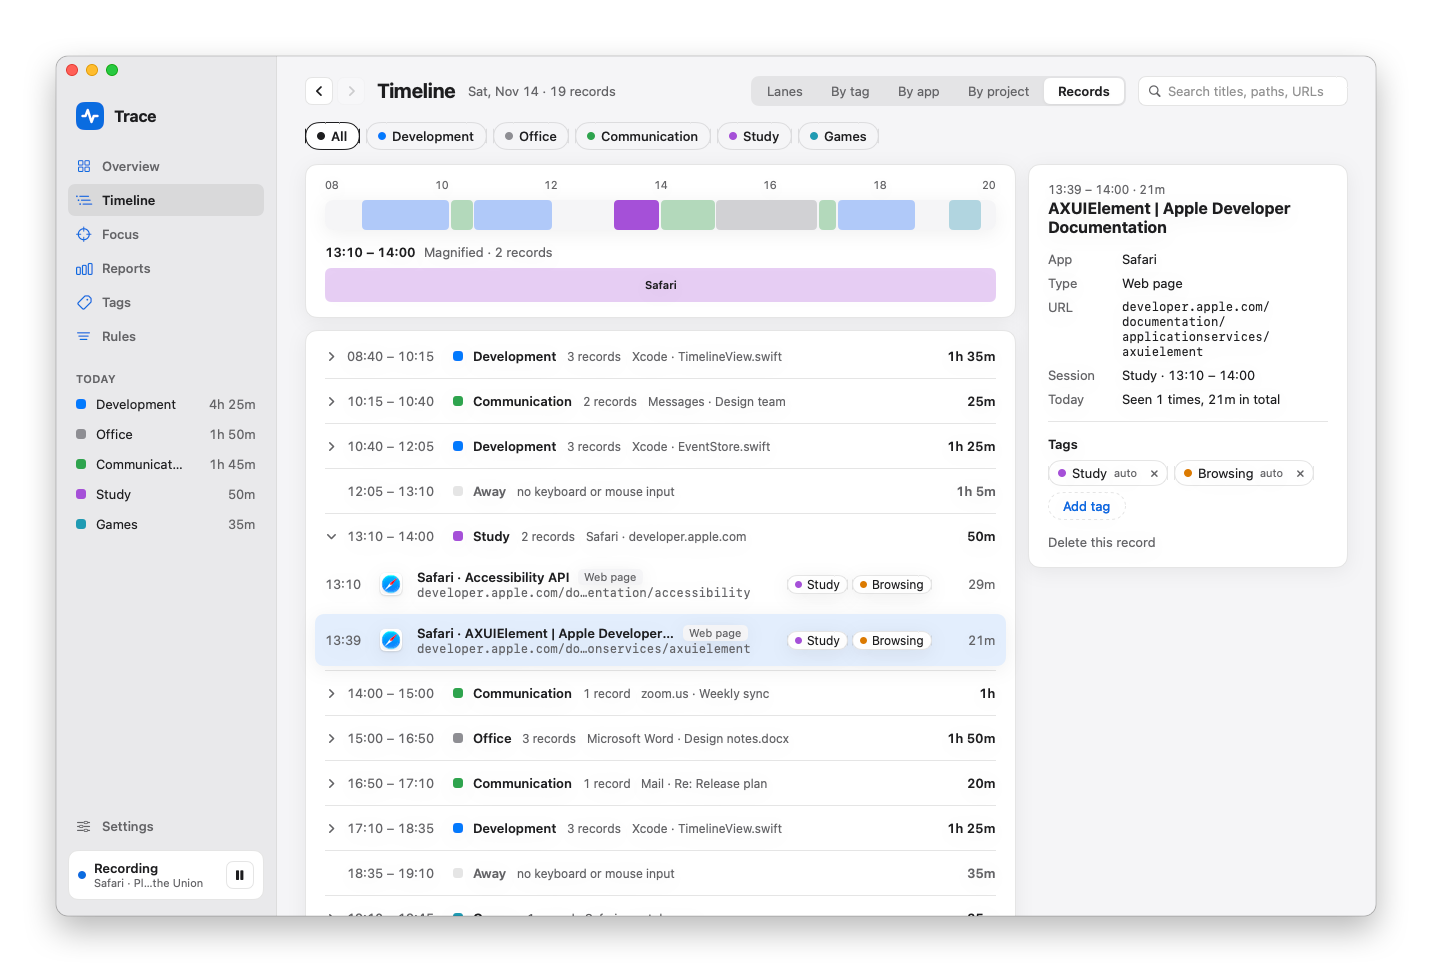 Trace
Overview
Timeline
Focus
Reports
Tags
Rules
TODAY
Development 4h 25m
Office 1h 50m
Communicat... 1h 45m
Study 50m
Games 35m
Settings
Recording
Safari · Pl...the Union
Timeline Sat, Nov 14 · 19 records
Lanes By tag By app By project Records
Search titles, paths, URLs
All Development Office Communication Study Games
08 10 12 14 16 18 20
13:10 – 14:00 Magnified · 2 records
Safari
08:40 – 10:15 Development 3 records Xcode · TimelineView.swift 1h 35m
10:15 – 10:40 Communication 2 records Messages · Design team 25m
10:40 – 12:05 Development 3 records Xcode · EventStore.swift 1h 25m
12:05 – 13:10 Away no keyboard or mouse input 1h 5m
13:10 – 14:00 Study 2 records Safari · developer.apple.com 50m
13:10 Safari · Accessibility API Web page Study Browsing 29m
developer.apple.com/do…entation/accessibility
13:39 Safari · AXUIElement | Apple Developer... Web page Study Browsing 21m
developer.apple.com/do…onservices/axuielement
14:00 – 15:00 Communication 1 record zoom.us · Weekly sync 1h
15:00 – 16:50 Office 3 records Microsoft Word · Design notes.docx 1h 50m
16:50 – 17:10 Communication 1 record Mail · Re: Release plan 20m
17:10 – 18:35 Development 3 records Xcode · TimelineView.swift 1h 25m
18:35 – 19:10 Away no keyboard or mouse input 35m
13:39 – 14:00 · 21m
AXUIElement | Apple Developer
Documentation
App Safari
Type Web page
URL developer.apple.com/
documentation/
applicationservices/
axuielement
Session Study · 13:10 – 14:00
Today Seen 1 times, 21m in total
Tags
Study auto × Browsing auto ×
Add tag
Delete this record